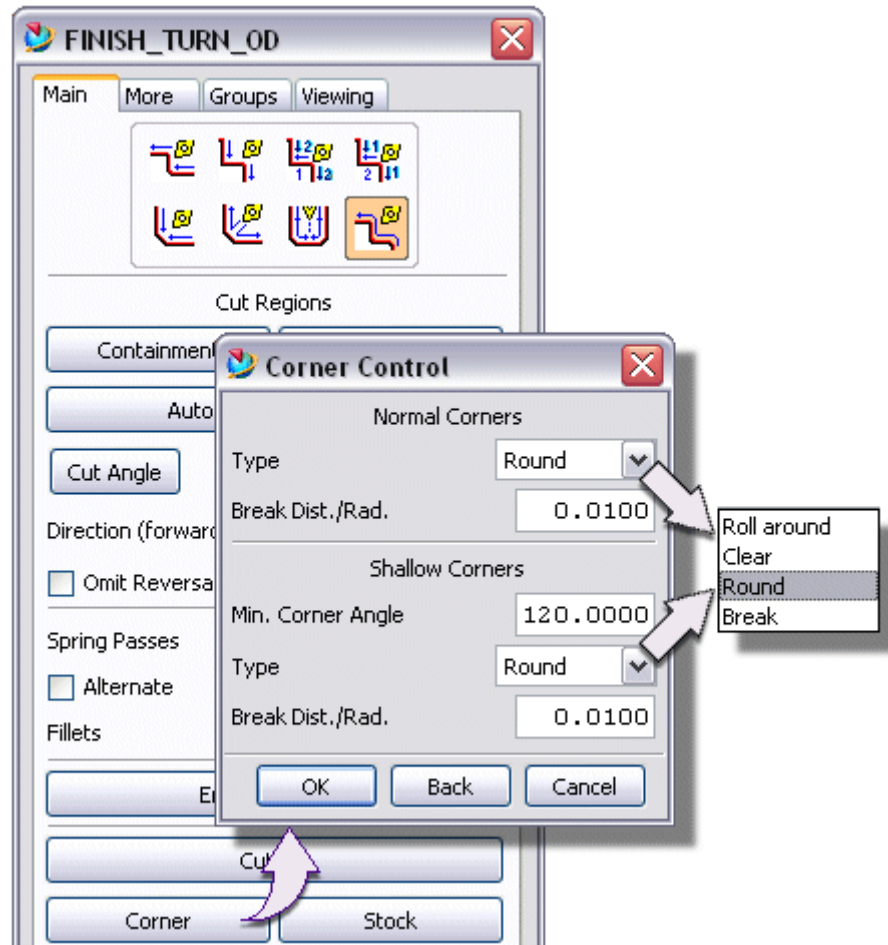 FINISH_TURN_OD
Main More Groups Viewing
Cut Regions
Containment
Auto
Cut Angle
Direction (forward
Omit Reversa
Spring Passes
Alternate
Fillets
Corner Stock
Corner Control
Normal Corners
Type Round
Break Dist./Rad. 0.0100
Shallow Corners
Min. Corner Angle 120.0000
Type Round
Break Dist./Rad. 0.0100
OK Back Cancel
Roll around
Clear
Round
Break